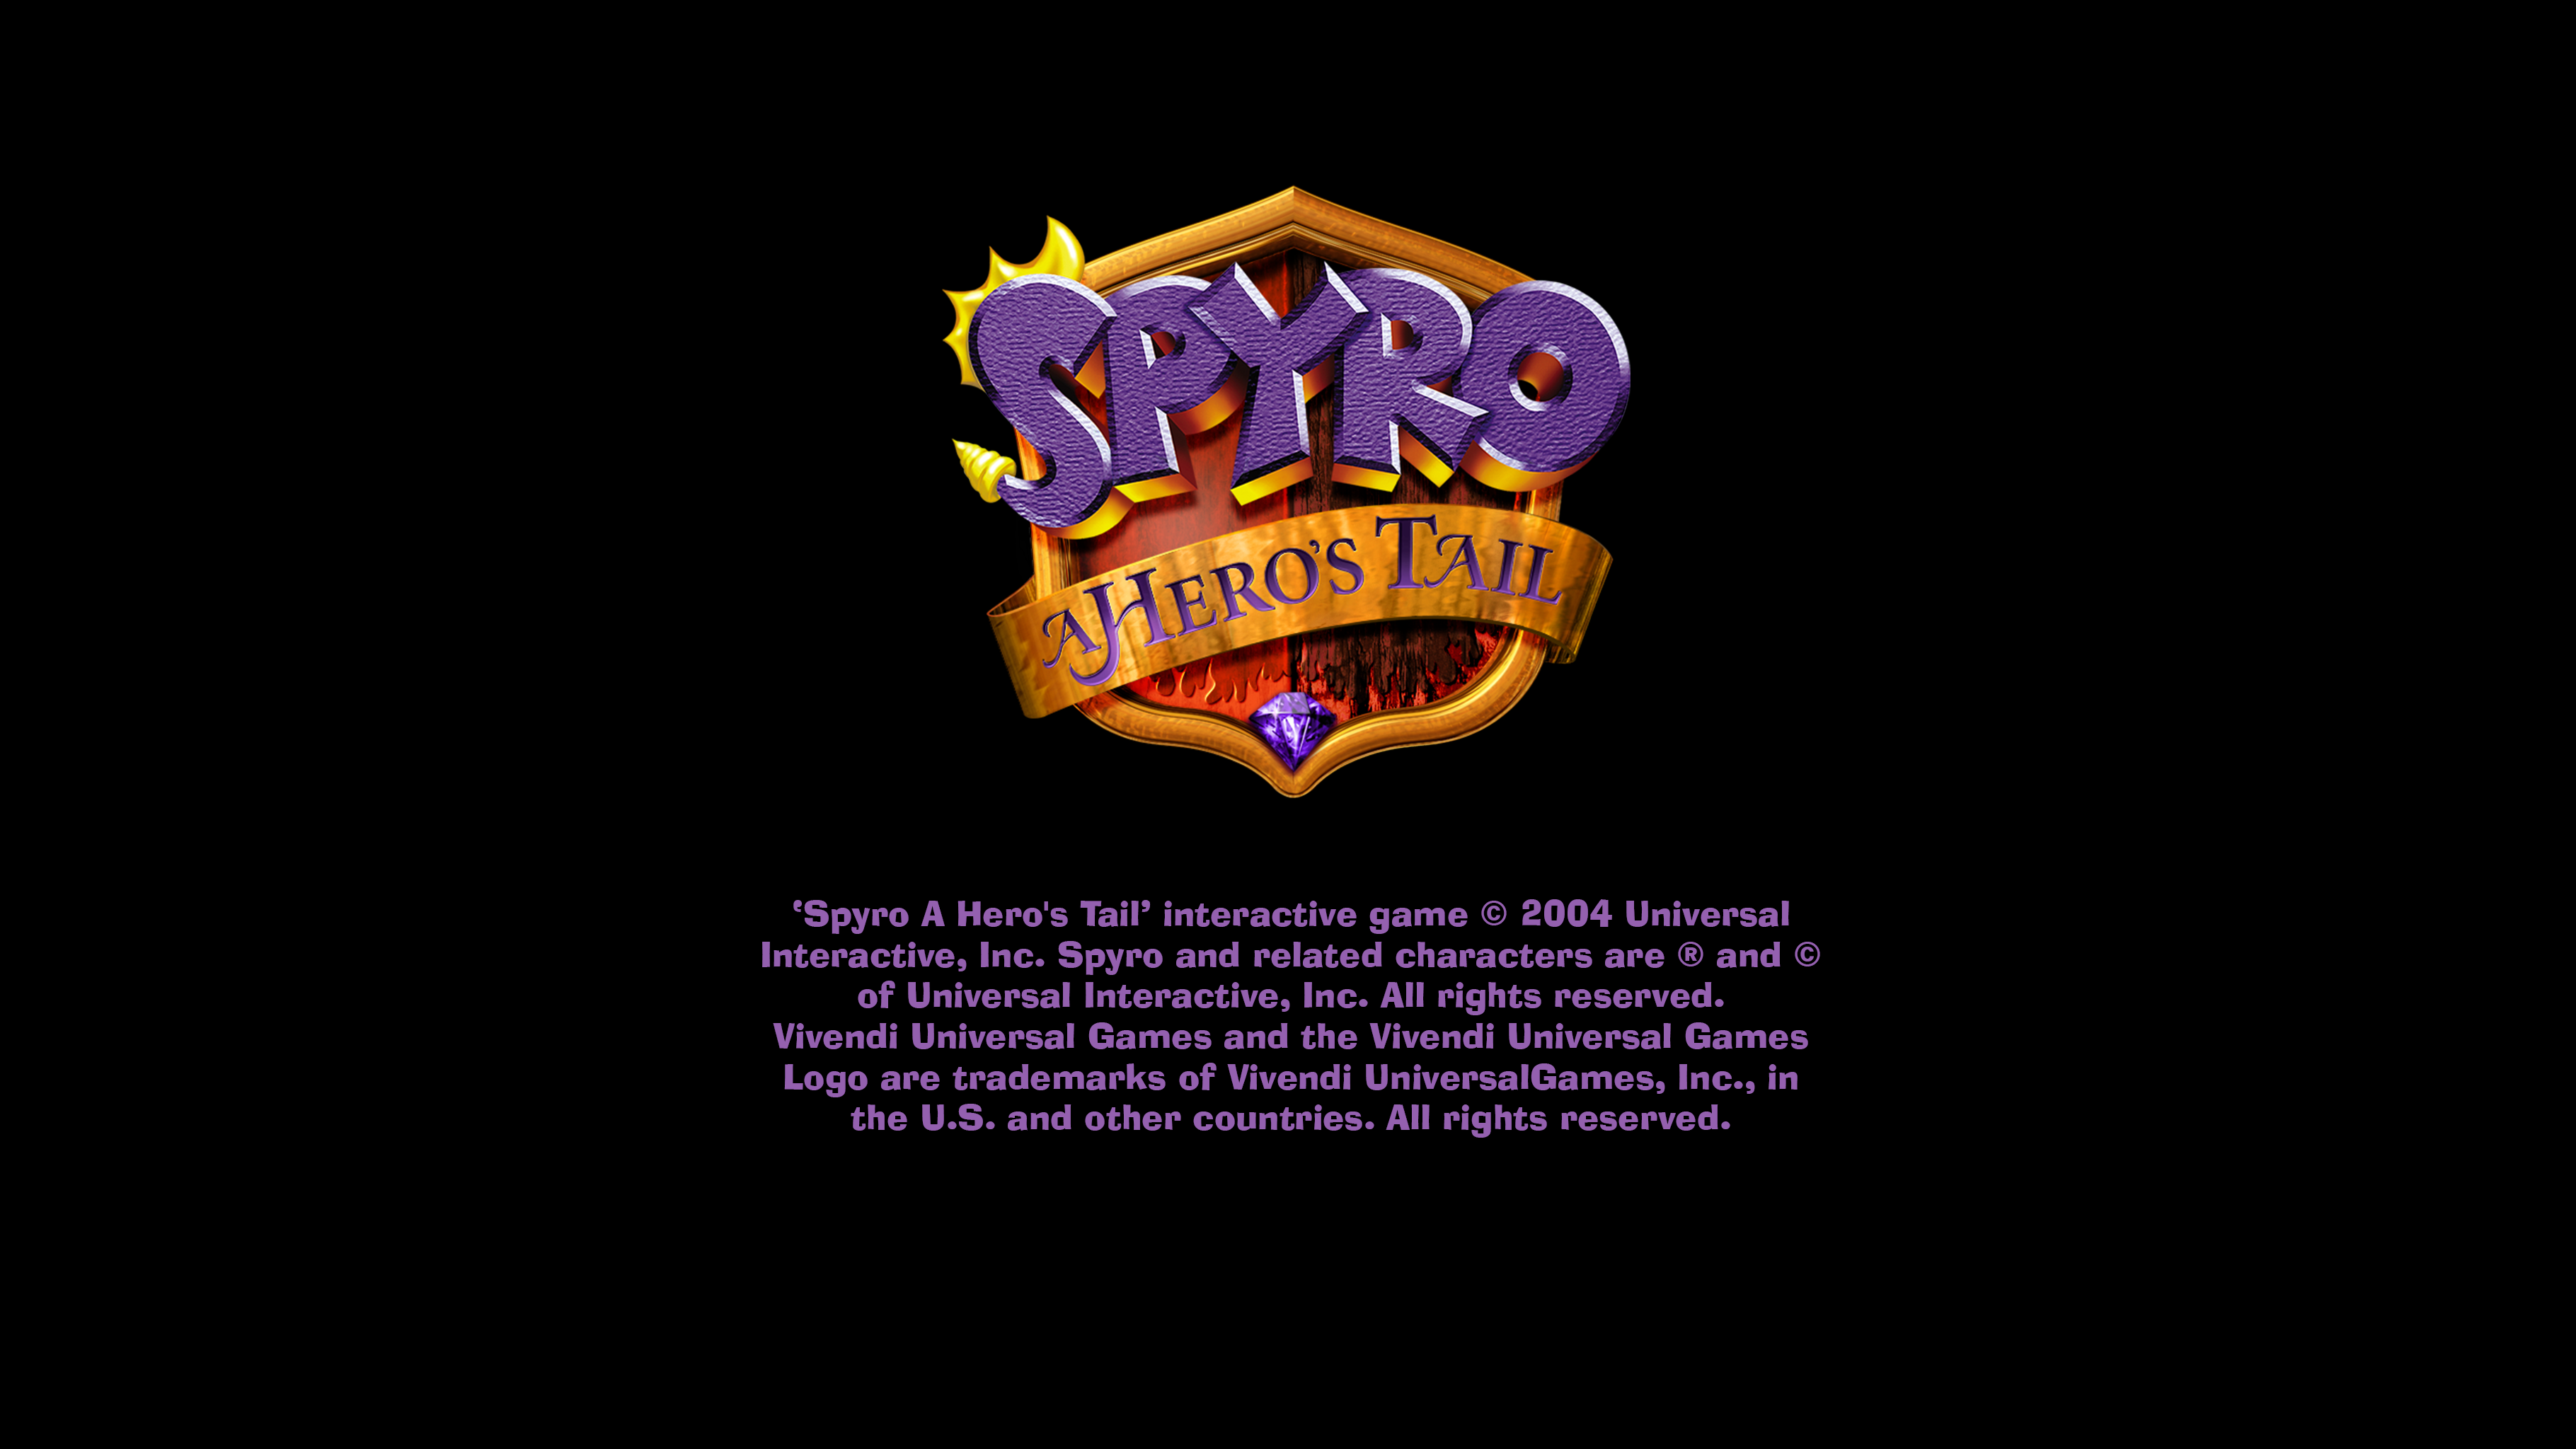 SPYRO
A HERO'S TAIL
‘Spyro A Hero's Tail’ interactive game © 2004 Universal
Interactive, Inc. Spyro and related characters are ® and ©
of Universal Interactive, Inc. All rights reserved.
Vivendi Universal Games and the Vivendi Universal Games
Logo are trademarks of Vivendi UniversalGames, Inc., in
the U.S. and other countries. All rights reserved.